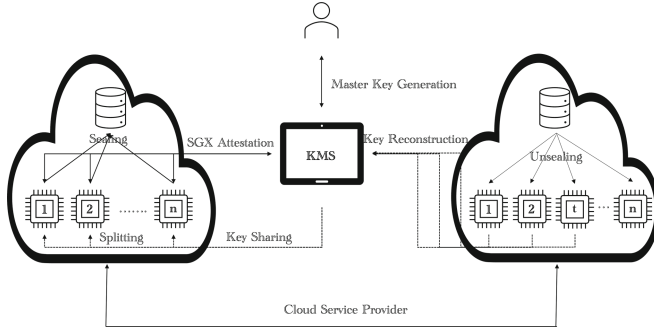 Master Key Generation
Sealing
SGX Attestation
KMS
Key Reconstruction
Unsealing
1
2
.......
n
1
2
t
...
n
Splitting
Key Sharing
Cloud Service Provider